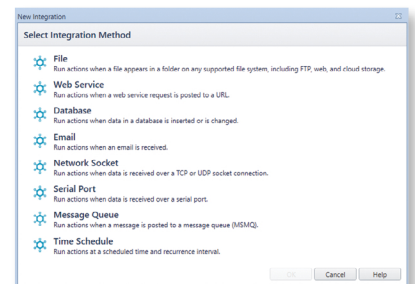 New Integration
Select Integration Method
File
Run actions when a file appears in a folder on any supported file system, including FTP, web, and cloud storage.
Web Service
Run actions when a web service request is posted to a URL.
Database
Run actions when data in a database is inserted or is changed.
Email
Run actions when an email is received.
Network Socket
Run actions when data is received over a TCP or UDP socket connection.
Serial Port
Run actions when data is received over a serial port.
Message Queue
Run actions when a message is posted to a message queue (MSMQ).
Time Schedule
Run actions at a scheduled time and recurrence interval.
OK Cancel Help